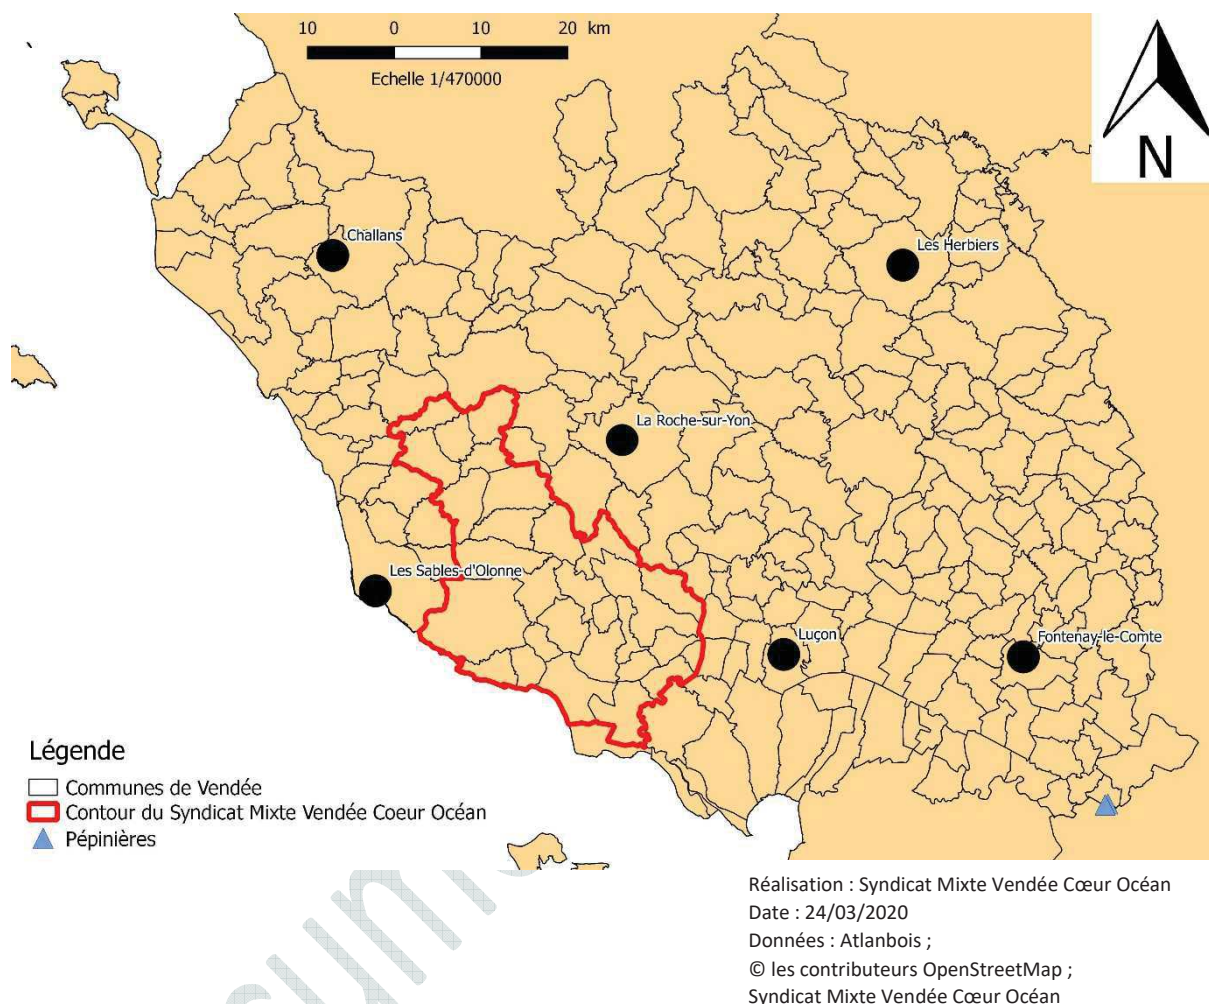 10 0 10 20 km
Echelle 1/470000
N
Challans
Les Herbiers
La Roche-sur-Yon
Les Sables-d'Olonne
Luçon
Fontenay-le-Comte
Légende
Communes de Vendée
Contour du Syndicat Mixte Vendée Coeur Océan
Pépinières
Réalisation : Syndicat Mixte Vendée Cœur Océan
Date : 24/03/2020
Données : Atlanbois ;
© les contributeurs OpenStreetMap ;
Syndicat Mixte Vendée Cœur Océan